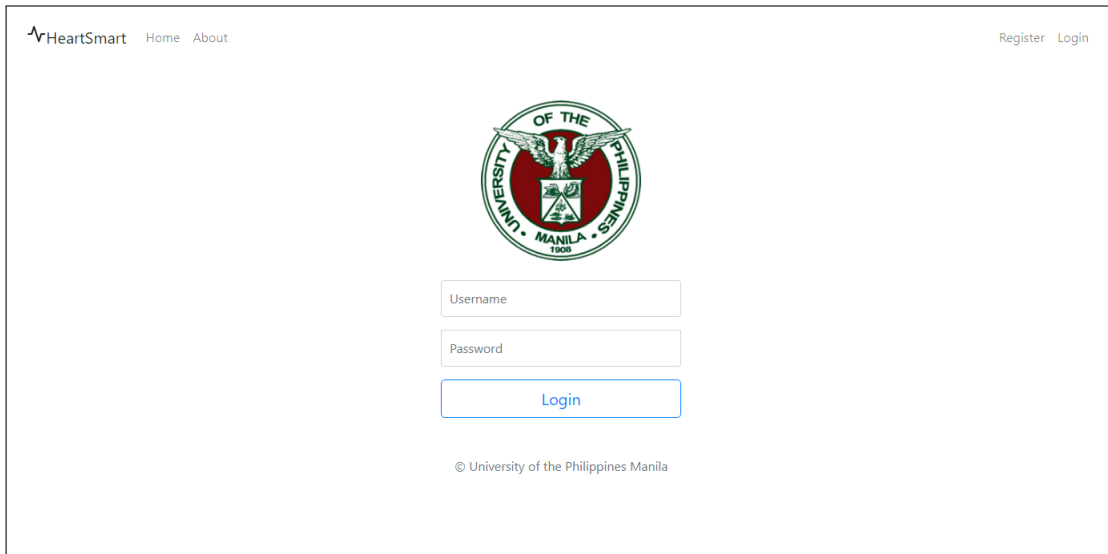 HeartSmart Home About Register Login
UNIVERSITY OF THE PHILIPPINES
MANILA
1908
Username
Password
Login
© University of the Philippines Manila